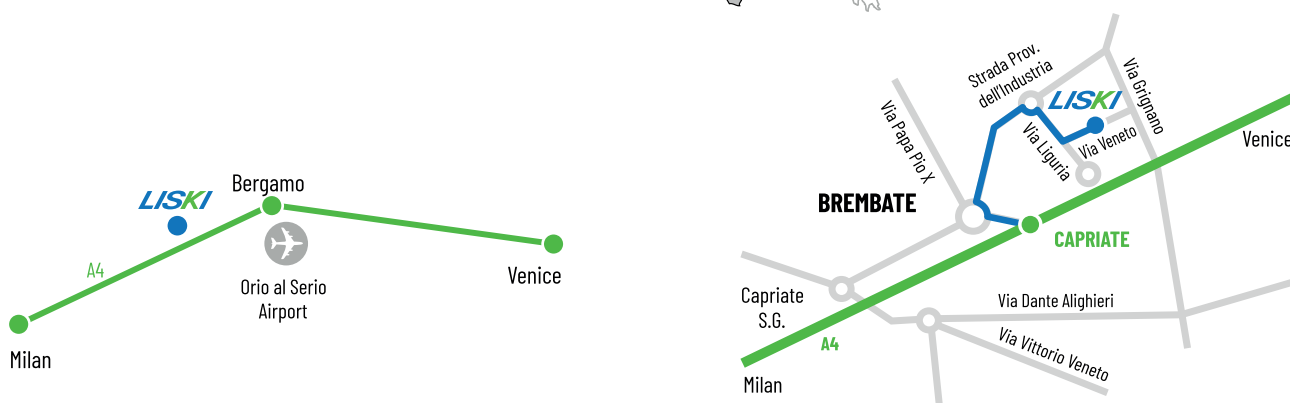 LISKI
Bergamo
A4
Orio al Serio
Airport
Venice
Milan
Strada Prov.
dell'Industria
Via Grignano
LISKI
Via Papa Pio X
Via Liguria
Via Veneto
Venice
BREMBATE
CAPRIATE
Capriate
S.G.
Via Dante Alighieri
A4
Via Vittorio Veneto
Milan